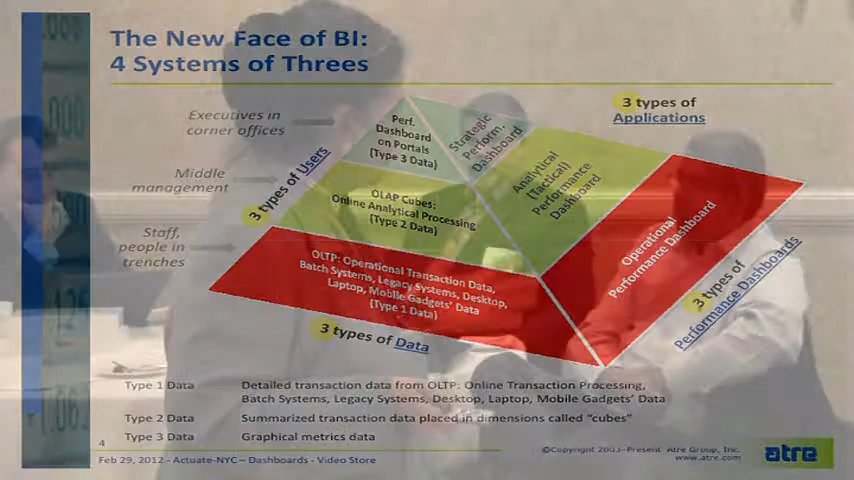 The New Face of BI:
4 Systems of Threes
Executives in
corner offices
Middle
management
Staff,
people in
trenches
3 types of Users
3 types of
Applications
Perf.
Dashboard
on Portals
(Type 3 Data)
Strategic
Perform.
Dashboard
OLAP Cubes:
Online Analytical Processing
(Type 2 Data)
Analytical
(Tactical)
Performance
Dashboard
OLTP: Operational Transaction Data,
Batch Systems, Legacy Systems, Desktop,
Laptop, Mobile Gadgets' Data
(Type 1 Data)
Operational
Performance Dashboard
3 types of
Performance Dashboards
3 types of Data
Type 1 Data Detailed transaction data from OLTP: Online Transaction Processing,
Batch Systems, Legacy Systems, Desktop, Laptop, Mobile Gadgets' Data
Type 2 Data Summarized transaction data placed in dimensions called "cubes"
Type 3 Data Graphical metrics data
4
Feb 29, 2012 - Actuate-NYC – Dashboards - Video Store
©Copyright 2003–Present Atre Group, Inc.
www.atre.com
atre